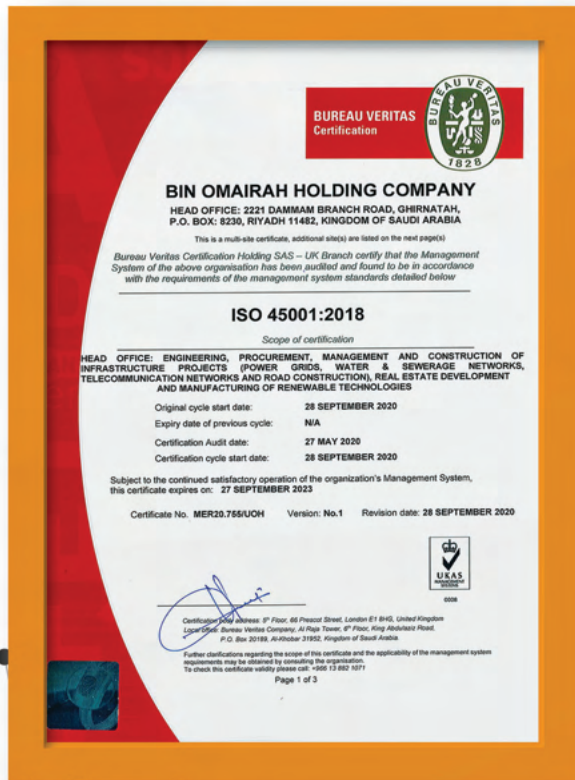 BUREAU VERITAS
Certification
BUREAU VERITAS
1828
BIN OMAIRAH HOLDING COMPANY
HEAD OFFICE: 2221 DAMMAM BRANCH ROAD, GHIRNATAH,
P.O. BOX: 8230, RIYADH 11482, KINGDOM OF SAUDI ARABIA
This is a multi-site certificate, additional site(s) are listed on the next page(s)
Bureau Veritas Certification Holding SAS – UK Branch certify that the Management
System of the above organisation has been audited and found to be in accordance
with the requirements of the management system standards detailed below
ISO 45001:2018
Scope of certification
HEAD OFFICE: ENGINEERING, PROCUREMENT, MANAGEMENT AND CONSTRUCTION OF
INFRASTRUCTURE PROJECTS (POWER GRIDS, WATER & SEWERAGE NETWORKS,
TELECOMMUNICATION NETWORKS AND ROAD CONSTRUCTION), REAL ESTATE DEVELOPMENT
AND MANUFACTURING OF RENEWABLE TECHNOLOGIES
Original cycle start date: 28 SEPTEMBER 2020
Expiry date of previous cycle: N/A
Certification Audit date: 27 MAY 2020
Certification cycle start date: 28 SEPTEMBER 2020
Subject to the continued satisfactory operation of the organization's Management System,
this certificate expires on: 27 SEPTEMBER 2023
Certificate No. MER20.755/UOH Version: No.1 Revision date: 28 SEPTEMBER 2020
UKAS
MANAGEMENT
SYSTEMS
0008
Certification body address: 5th Floor, 66 Prescot Street, London E1 8HG, United Kingdom
Local office: Bureau Veritas Company, Al Raja Tower, 6th Floor, King Abdulaziz Road,
P.O. Box 20189, Al-Khobar 31952, Kingdom of Saudi Arabia.
Further clarifications regarding the scope of this certificate and the applicability of the management system
requirements may be obtained by consulting the organisation.
To check this certificate validity please call: +966 13 882 1071
Page 1 of 3